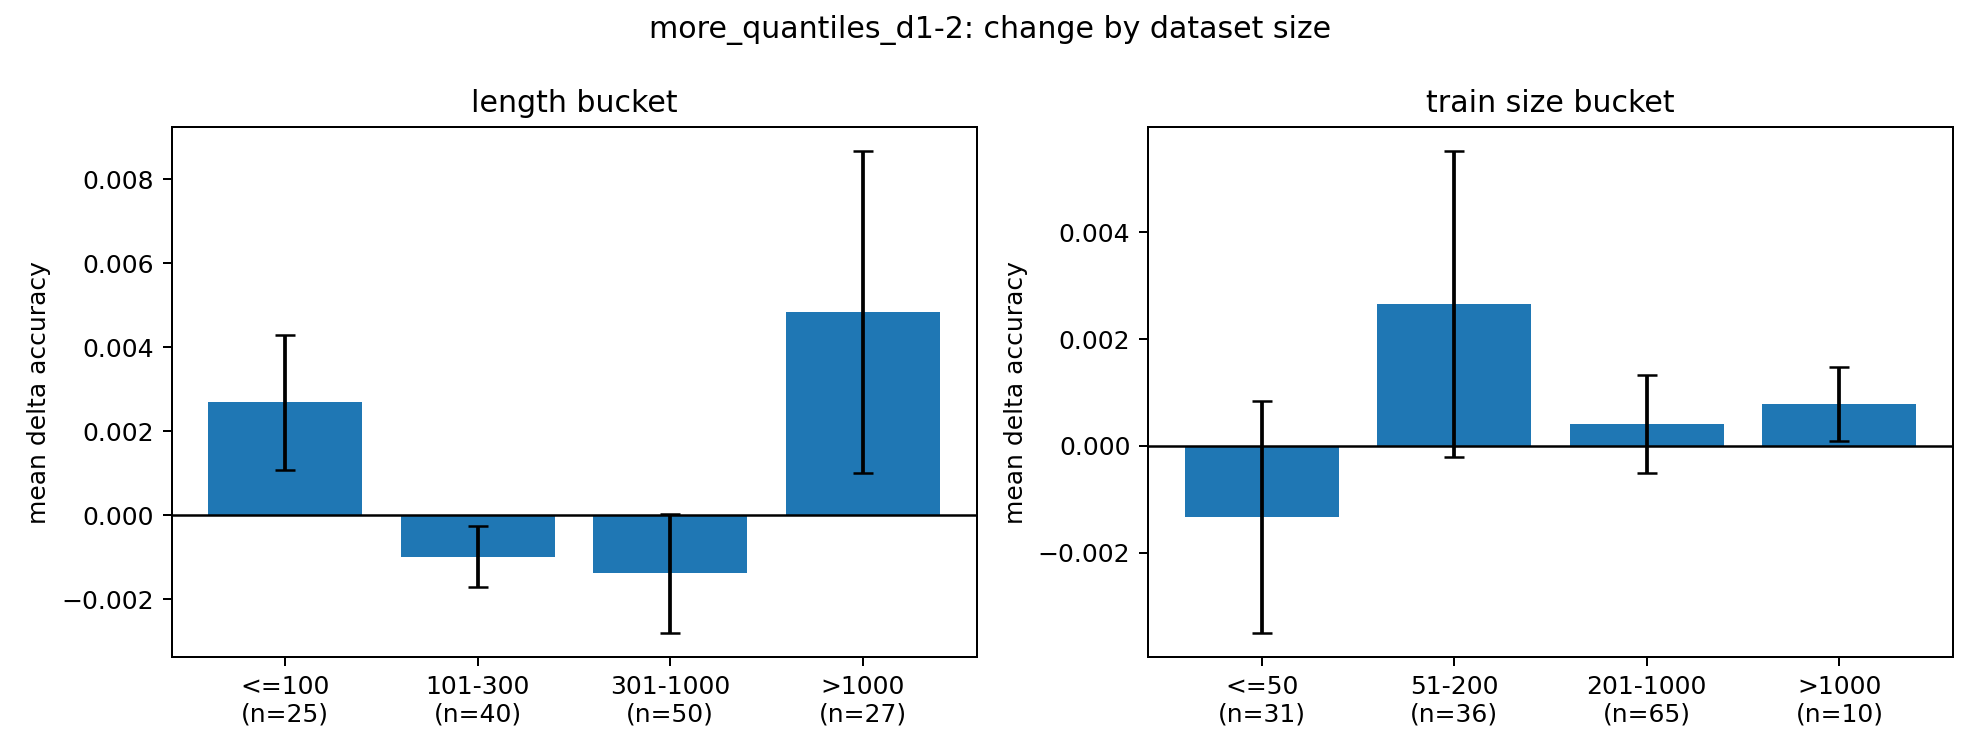 more_quantiles_d1-2: change by dataset size
length bucket
mean delta accuracy
0.008
0.006
0.004
0.002
0.000
−0.002
<=100
(n=25)
101-300
(n=40)
301-1000
(n=50)
>1000
(n=27)
train size bucket
mean delta accuracy
0.004
0.002
0.000
−0.002
<=50
(n=31)
51-200
(n=36)
201-1000
(n=65)
>1000
(n=10)